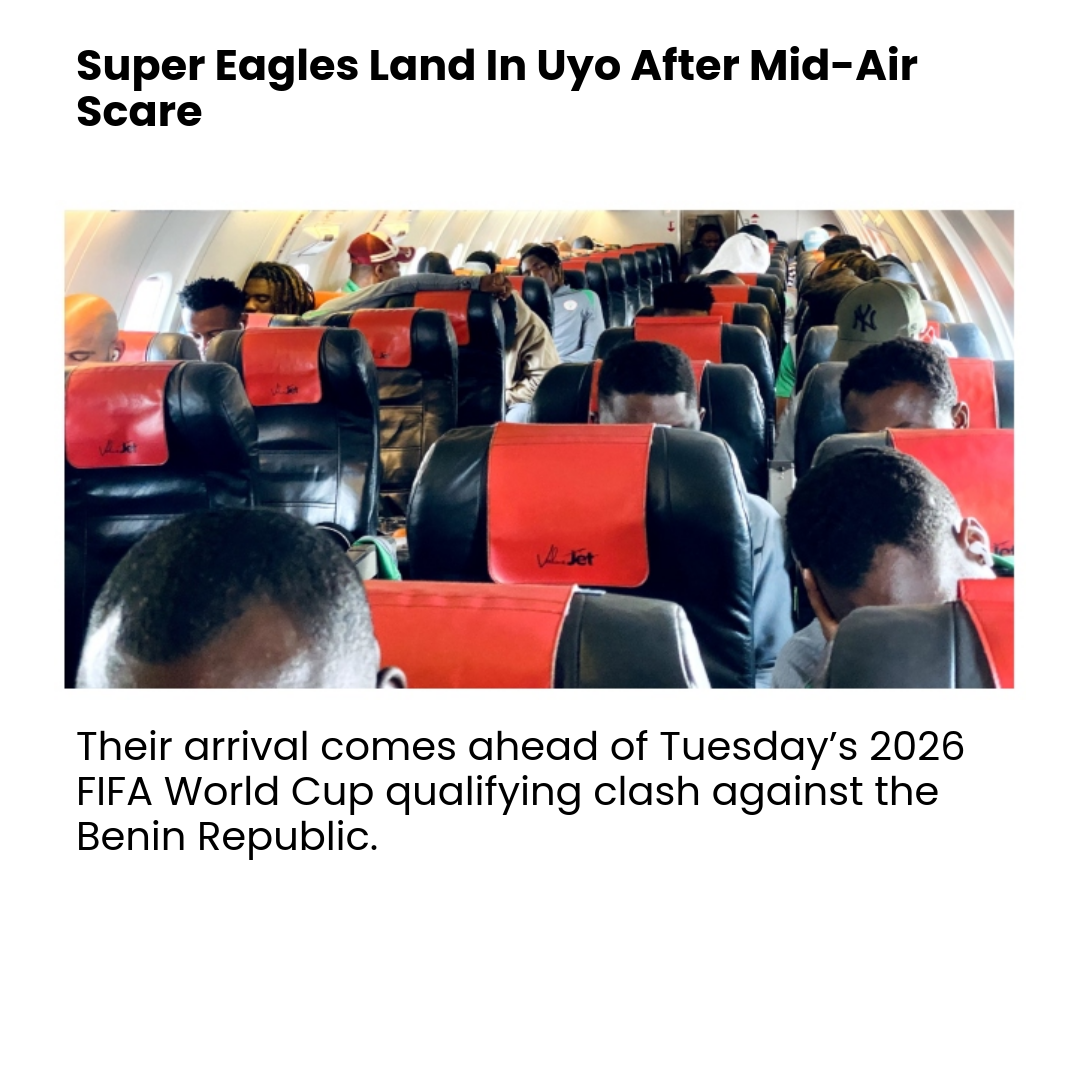 Super Eagles Land In Uyo After Mid-Air
Scare
NY
ValueJet
ValueJet
ValueJet
Jet
Their arrival comes ahead of Tuesday’s 2026
FIFA World Cup qualifying clash against the
Benin Republic.